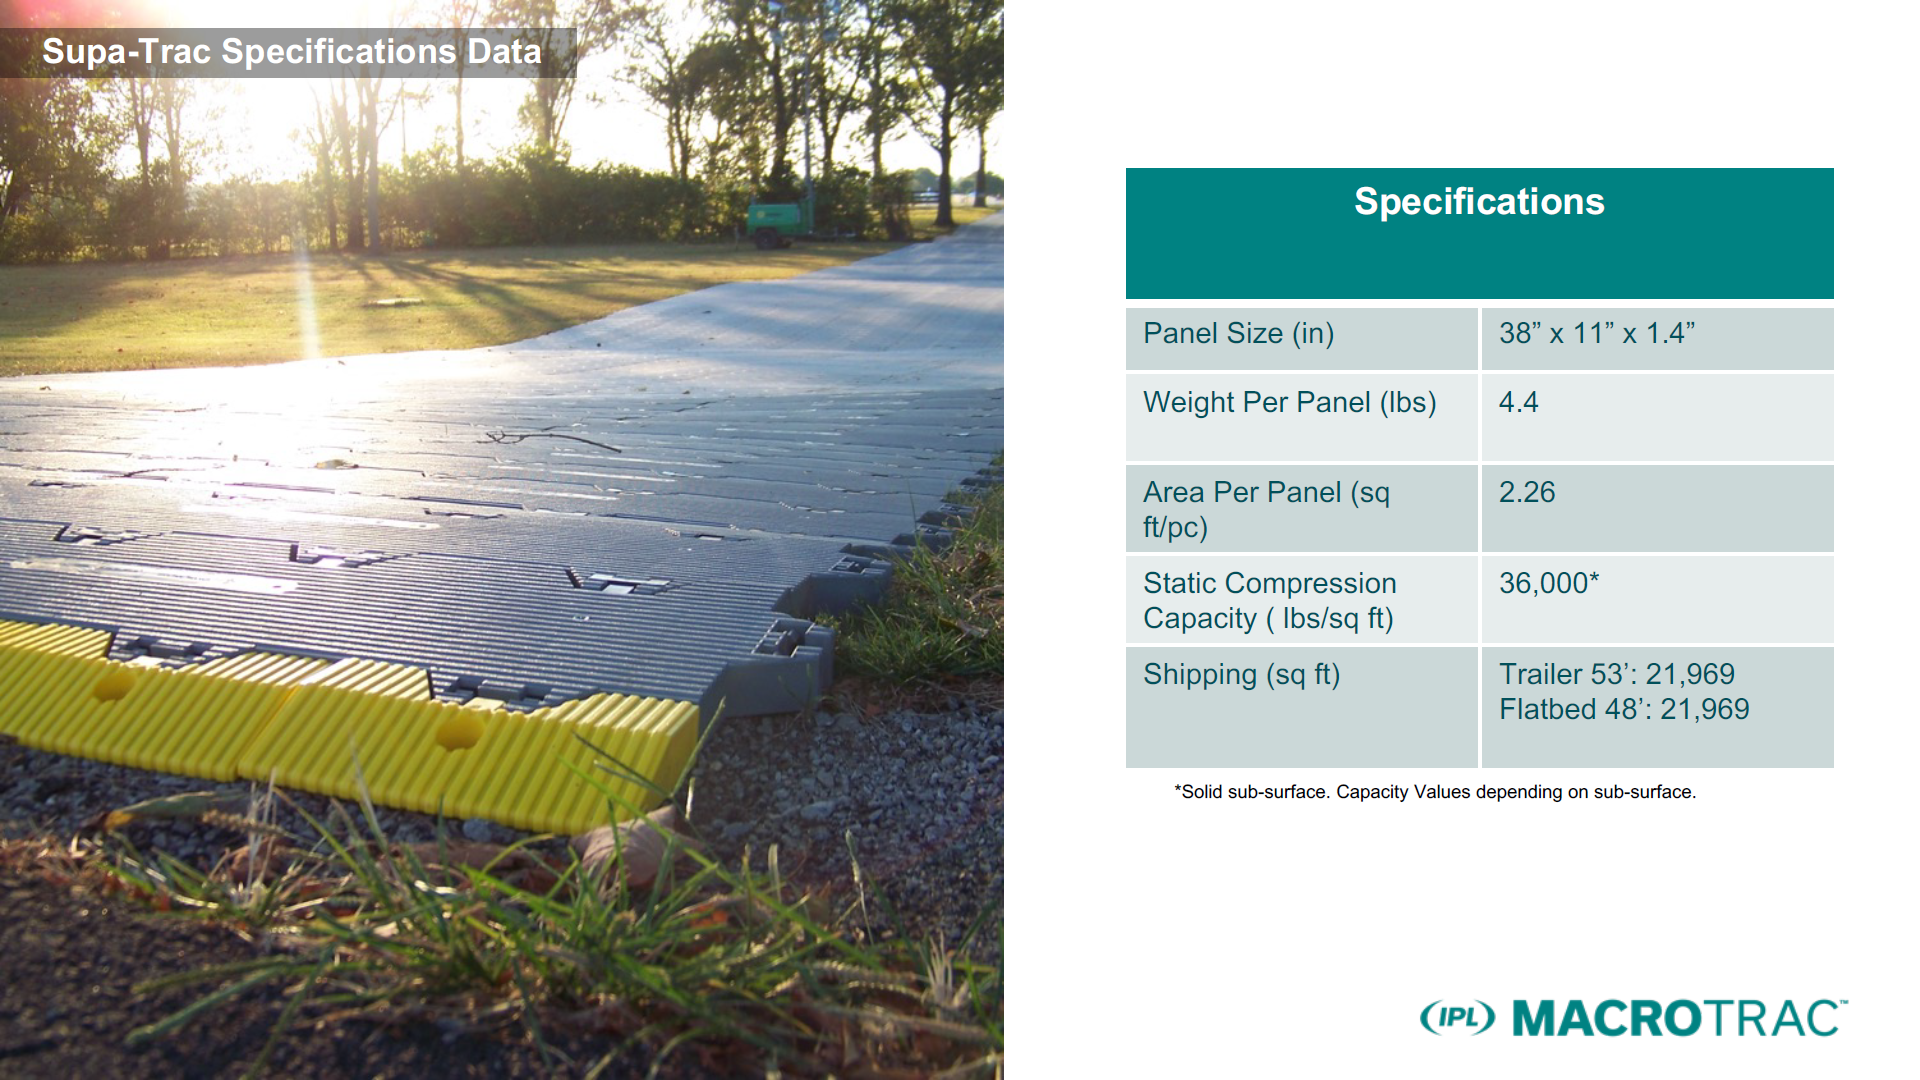 Supa-Trac Specifications Data
Specifications
Panel Size (in)
38” x 11” x 1.4”
Weight Per Panel (lbs)
4.4
Area Per Panel (sq
ft/pc)
2.26
Static Compression
Capacity ( lbs/sq ft)
36,000*
Shipping (sq ft)
Trailer 53’: 21,969
Flatbed 48’: 21,969
*Solid sub-surface. Capacity Values depending on sub-surface.
(IPL) MACROTRAC™